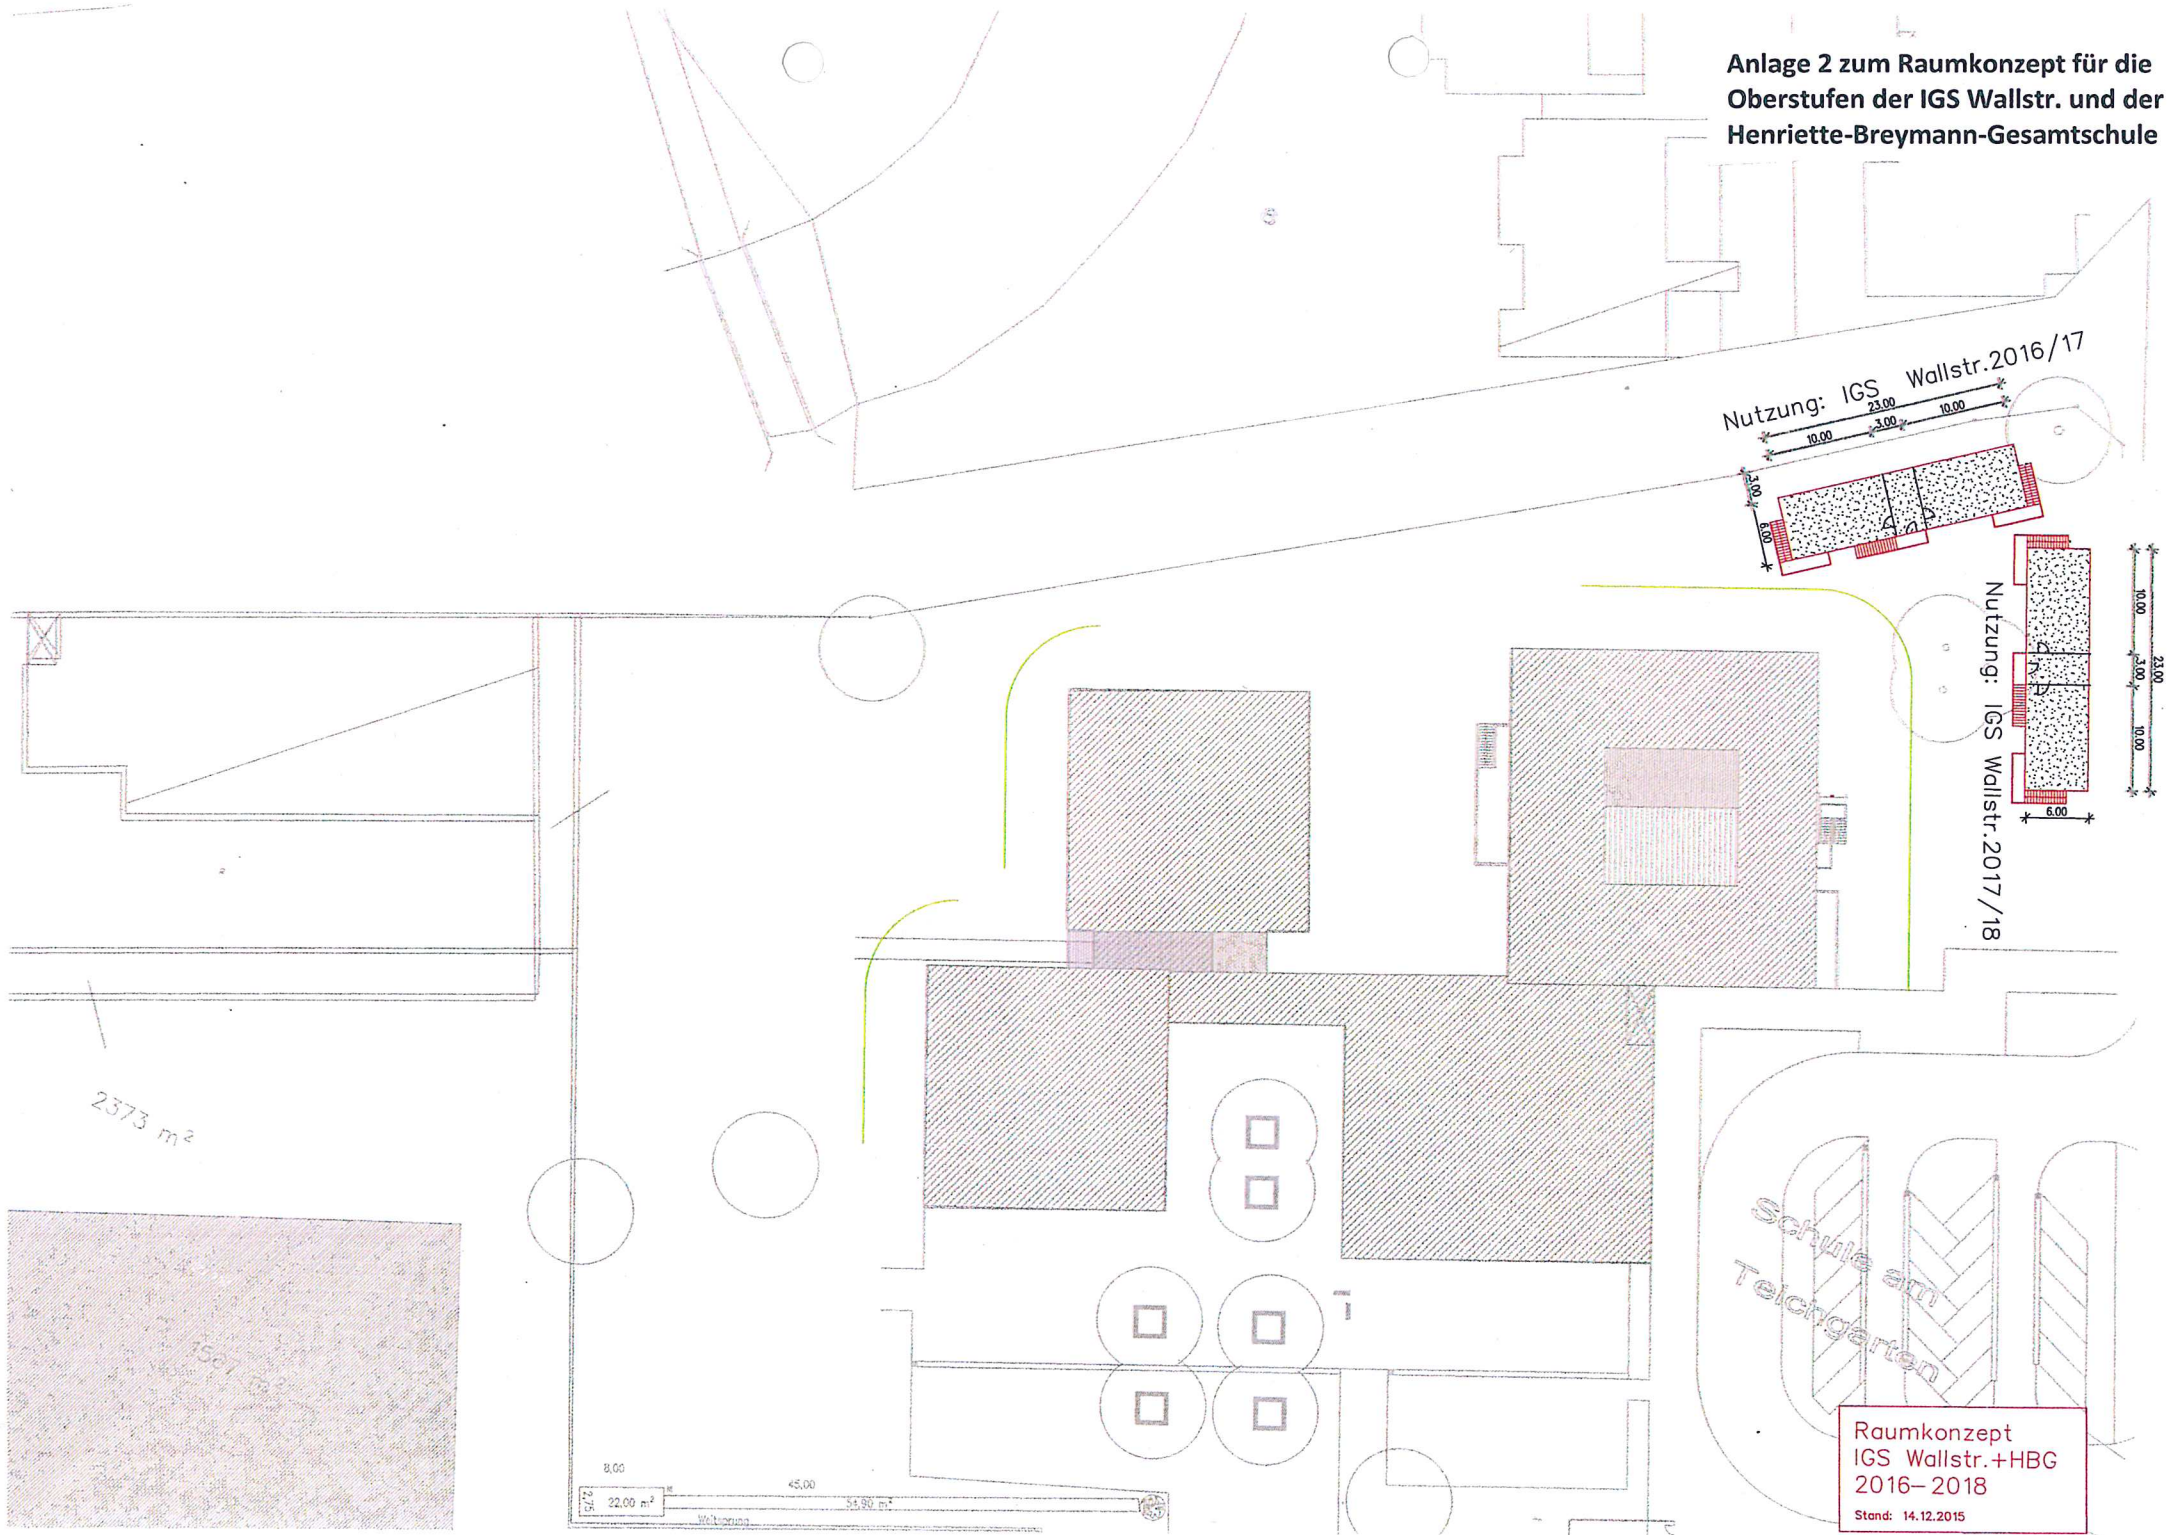 Anlage 2 zum Raumkonzept für die
Oberstufen der IGS Wallstr. und der
Henriette-Breymann-Gesamtschule
Nutzung: IGS Wallstr.2016/17
23.00
10.00
3.00
10.00
3.00
6.00
Nutzung: IGS Wallstr.2017/18
10.00
3.00
10.00
23.00
6.00
2373 m²
m²
Schule am
Teichgarten
8,00
45,00
2,75
22,00 m²
m²
Weitsprung
Raumkonzept
IGS Wallstr.+HBG
2016-2018
Stand: 14.12.2015